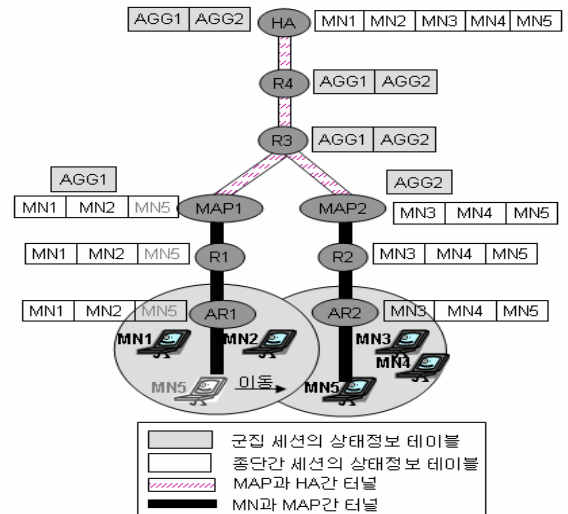 AGG1 AGG2 HA MN1 MN2 MN3 MN4 MN5
R4 AGG1 AGG2
R3 AGG1 AGG2
AGG1 AGG2
MN1 MN2 MN5 MAP1 MAP2 MN3 MN4 MN5
MN1 MN2 MN5 R1 R2 MN3 MN4 MN5
MN1 MN2 MN5 AR1 AR2 MN3 MN4 MN5
MN1 MN2 MN3
MN4
MN5 이동 MN5
군집 세션의 상태정보 테이블
종단간 세션의 상태정보 테이블
MAP과 HA간 터널
MN과 MAP간 터널